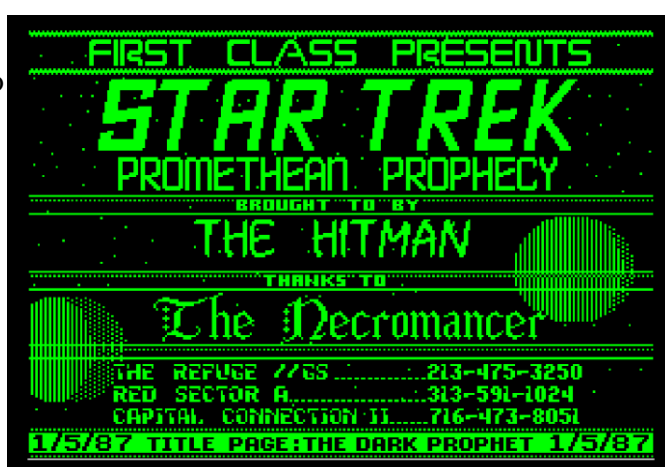 FIRST CLASS PRESENTS
STAR TREK
PROMETHEAN PROPHECY
BROUGHT TO BY
THE HITMAN
THANKS TO
The Necromancer
THE REFUGE //GS ............213-475-3250
RED SECTOR A................313-591-1024
CAPITAL CONNECTION II.....716-473-8051
1/5/87 TITLE PAGE:THE DARK PROPHET 1/5/87